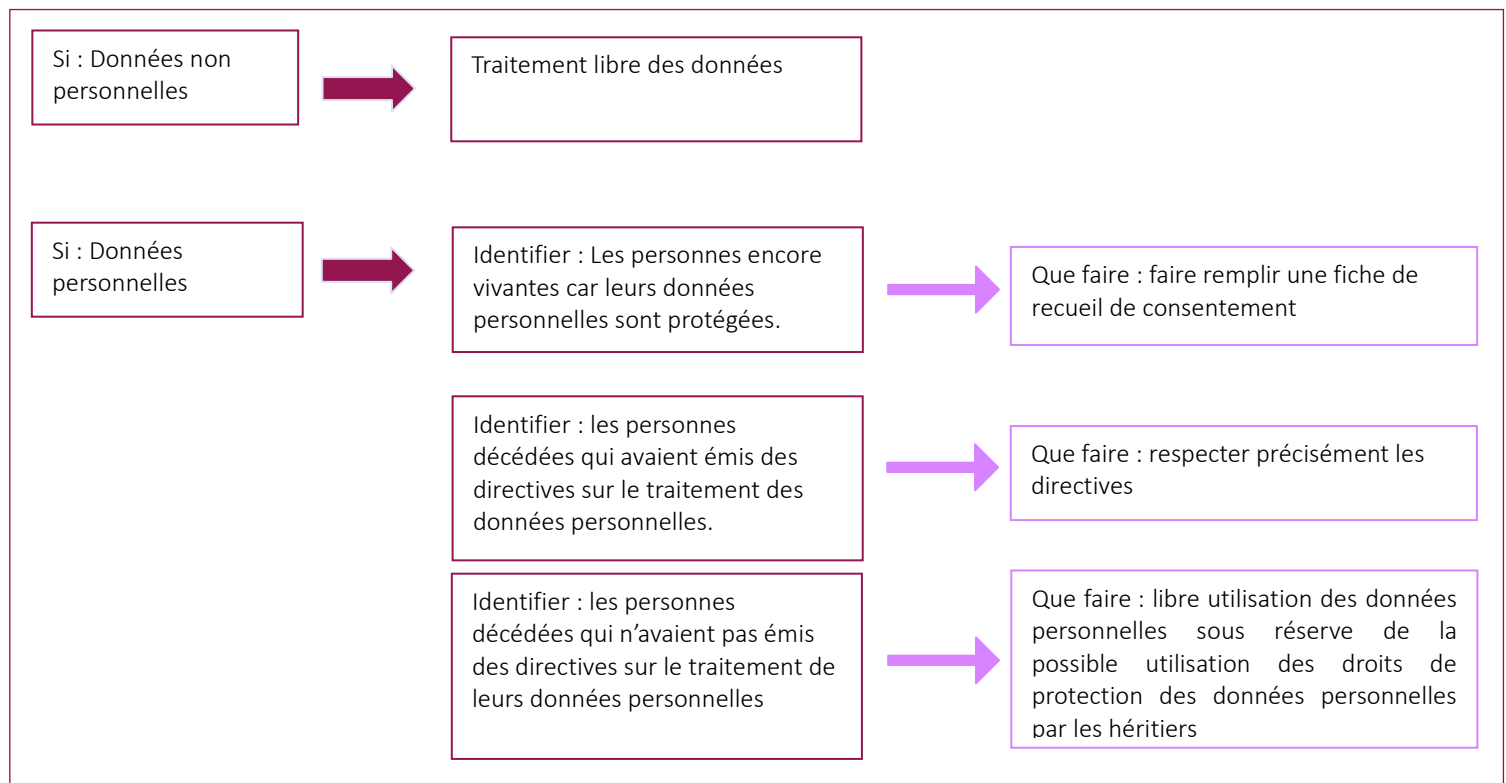 Si : Données non
personnelles
Traitement libre des données
Si : Données
personnelles
Identifier : Les personnes encore
vivantes car leurs données
personnelles sont protégées.
Que faire : faire remplir une fiche de
recueil de consentement
Identifier : les personnes
décédées qui avaient émis des
directives sur le traitement des
données personnelles.
Que faire : respecter précisément les
directives
Identifier : les personnes
décédées qui n’avaient pas émis
des directives sur le traitement de
leurs données personnelles
Que faire : libre utilisation des données
personnelles sous réserve de la
possible utilisation des droits de
protection des données personnelles
par les héritiers